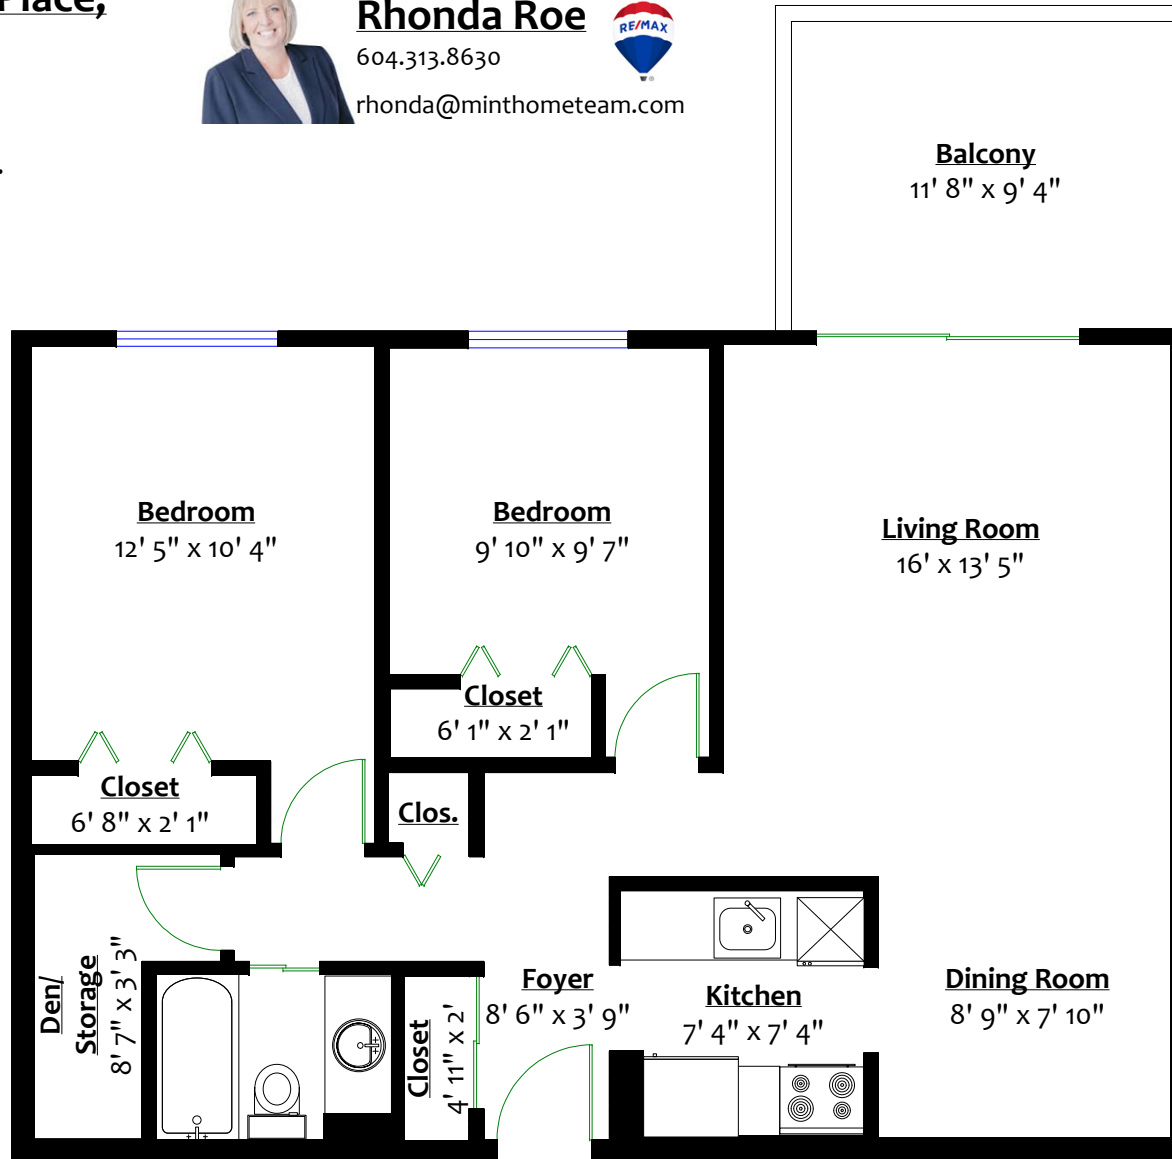 Place,
Rhonda Roe
604.313.8630
rhonda@minthometeam.com
RE/MAX
Balcony
11' 8" x 9' 4"
Bedroom
12' 5" x 10' 4"
Bedroom
9' 10" x 9' 7"
Living Room
16' x 13' 5"
Closet
6' 1" x 2' 1"
Closet
6' 8" x 2' 1"
Clos.
Den/
Storage
8' 7" x 3' 3"
Closet
4' 11" x 2'
Foyer
8' 6" x 3' 9"
Kitchen
7' 4" x 7' 4"
Dining Room
8' 9" x 7' 10"